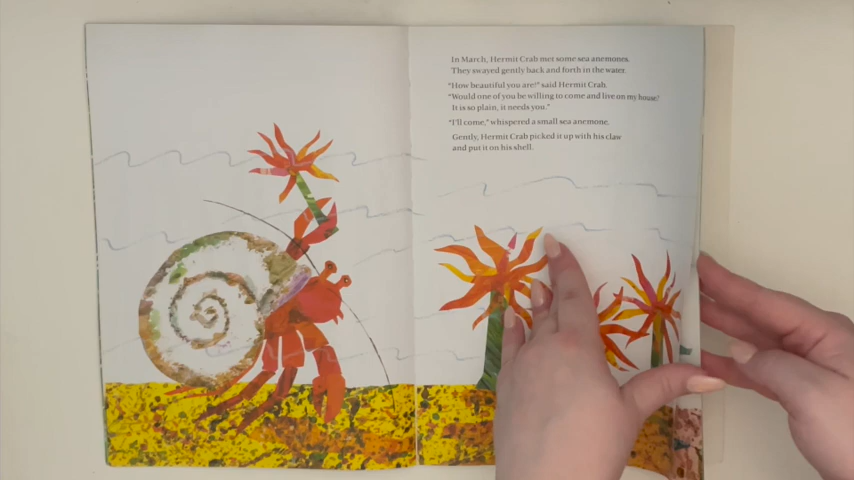 In March, Hermit Crab met some sea anemones.
They swayed gently back and forth in the water.
"How beautiful you are!" said Hermit Crab.
"Would one of you be willing to come and live on my house?
It is so plain, it needs you."
"I'll come," whispered a small sea anemone.
Gently, Hermit Crab picked it up with his claw
and put it on his shell.